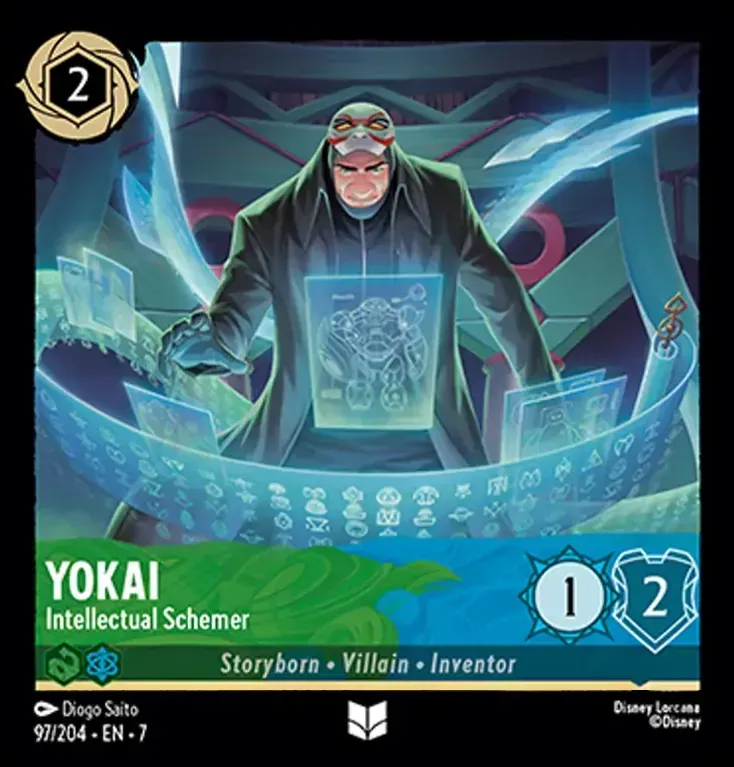 2
YOKAI
Intellectual Schemer
1
2
Storyborn • Villain • Inventor
Diogo Saito
97/204 • EN • 7
Disney Lorcana
©Disney